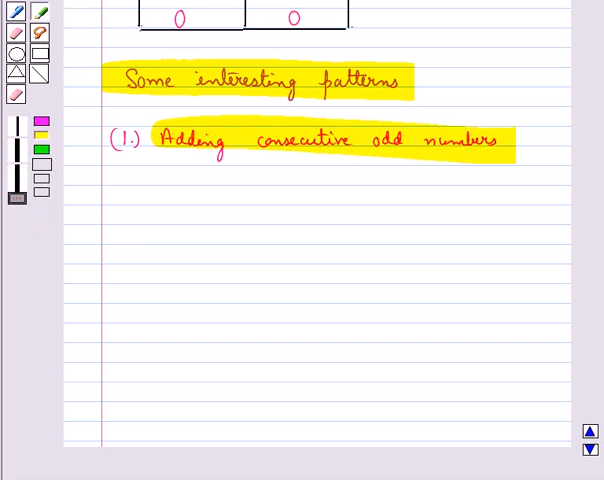 0 0
Some interesting patterns
(1.) Adding consecutive odd numbers